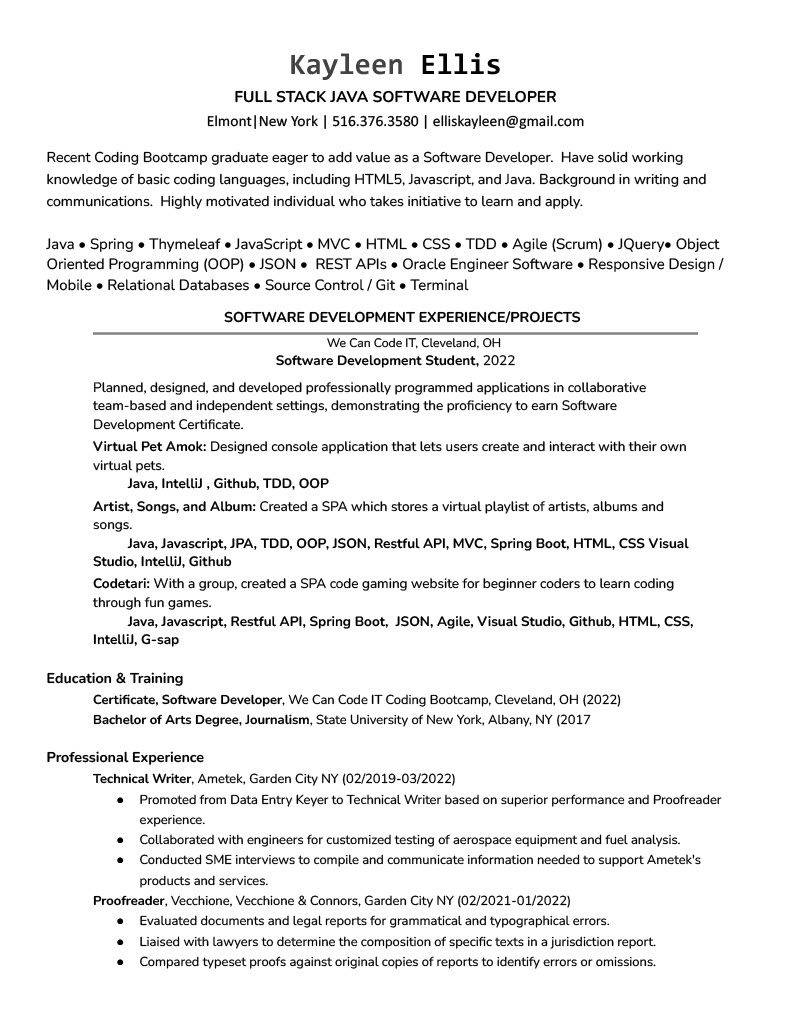 Kayleen Ellis
FULL STACK JAVA SOFTWARE DEVELOPER
Elmont|New York | 516.376.3580 | elliskayleen@gmail.com
Recent Coding Bootcamp graduate eager to add value as a Software Developer.  Have solid working
knowledge of basic coding languages, including HTML5, Javascript, and Java. Background in writing and
communications.  Highly motivated individual who takes initiative to learn and apply.
Java • Spring • Thymeleaf • JavaScript • MVC • HTML • CSS • TDD • Agile (Scrum) • JQuery• Object
Oriented Programming (OOP) • JSON •  REST APIs • Oracle Engineer Software • Responsive Design /
Mobile • Relational Databases • Source Control / Git • Terminal
SOFTWARE DEVELOPMENT EXPERIENCE/PROJECTS
We Can Code IT, Cleveland, OH
Software Development Student, 2022
Planned, designed, and developed professionally programmed applications in collaborative
team-based and independent settings, demonstrating the proficiency to earn Software
Development Certificate.
Virtual Pet Amok: Designed console application that lets users create and interact with their own
virtual pets.
Java, IntelliJ , Github, TDD, OOP
Artist, Songs, and Album: Created a SPA which stores a virtual playlist of artists, albums and
songs.
Java, Javascript, JPA, TDD, OOP, JSON, Restful API, MVC, Spring Boot, HTML, CSS Visual
Studio, IntelliJ, Github
Codetari: With a group, created a SPA code gaming website for beginner coders to learn coding
through fun games.
Java, Javascript, Restful API, Spring Boot,  JSON, Agile, Visual Studio, Github, HTML, CSS,
IntelliJ, G-sap
Education & Training
Certificate, Software Developer, We Can Code IT Coding Bootcamp, Cleveland, OH (2022)
Bachelor of Arts Degree, Journalism, State University of New York, Albany, NY (2017
Professional Experience
Technical Writer, Ametek, Garden City NY (02/2019-03/2022)
● Promoted from Data Entry Keyer to Technical Writer based on superior performance and Proofreader
experience.
● Collaborated with engineers for customized testing of aerospace equipment and fuel analysis.
● Conducted SME interviews to compile and communicate information needed to support Ametek's
products and services.
Proofreader, Vecchione, Vecchione & Connors, Garden City NY (02/2021-01/2022)
● Evaluated documents and legal reports for grammatical and typographical errors.
● Liaised with lawyers to determine the composition of specific texts in a jurisdiction report.
● Compared typeset proofs against original copies of reports to identify errors or omissions.